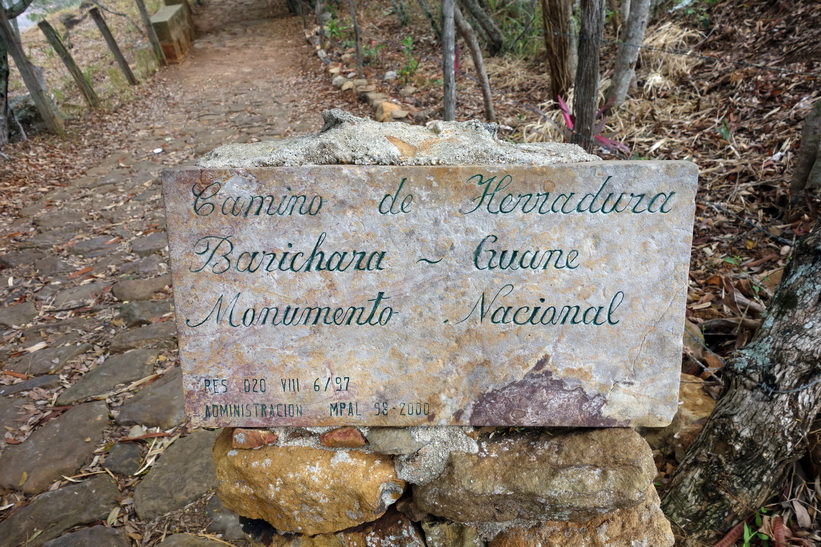 Camino de Herradura
Barichara ~ Guane
Monumento Nacional
RES 020 VIII 6/97
ADMINISTRACION MPAL 98-2000